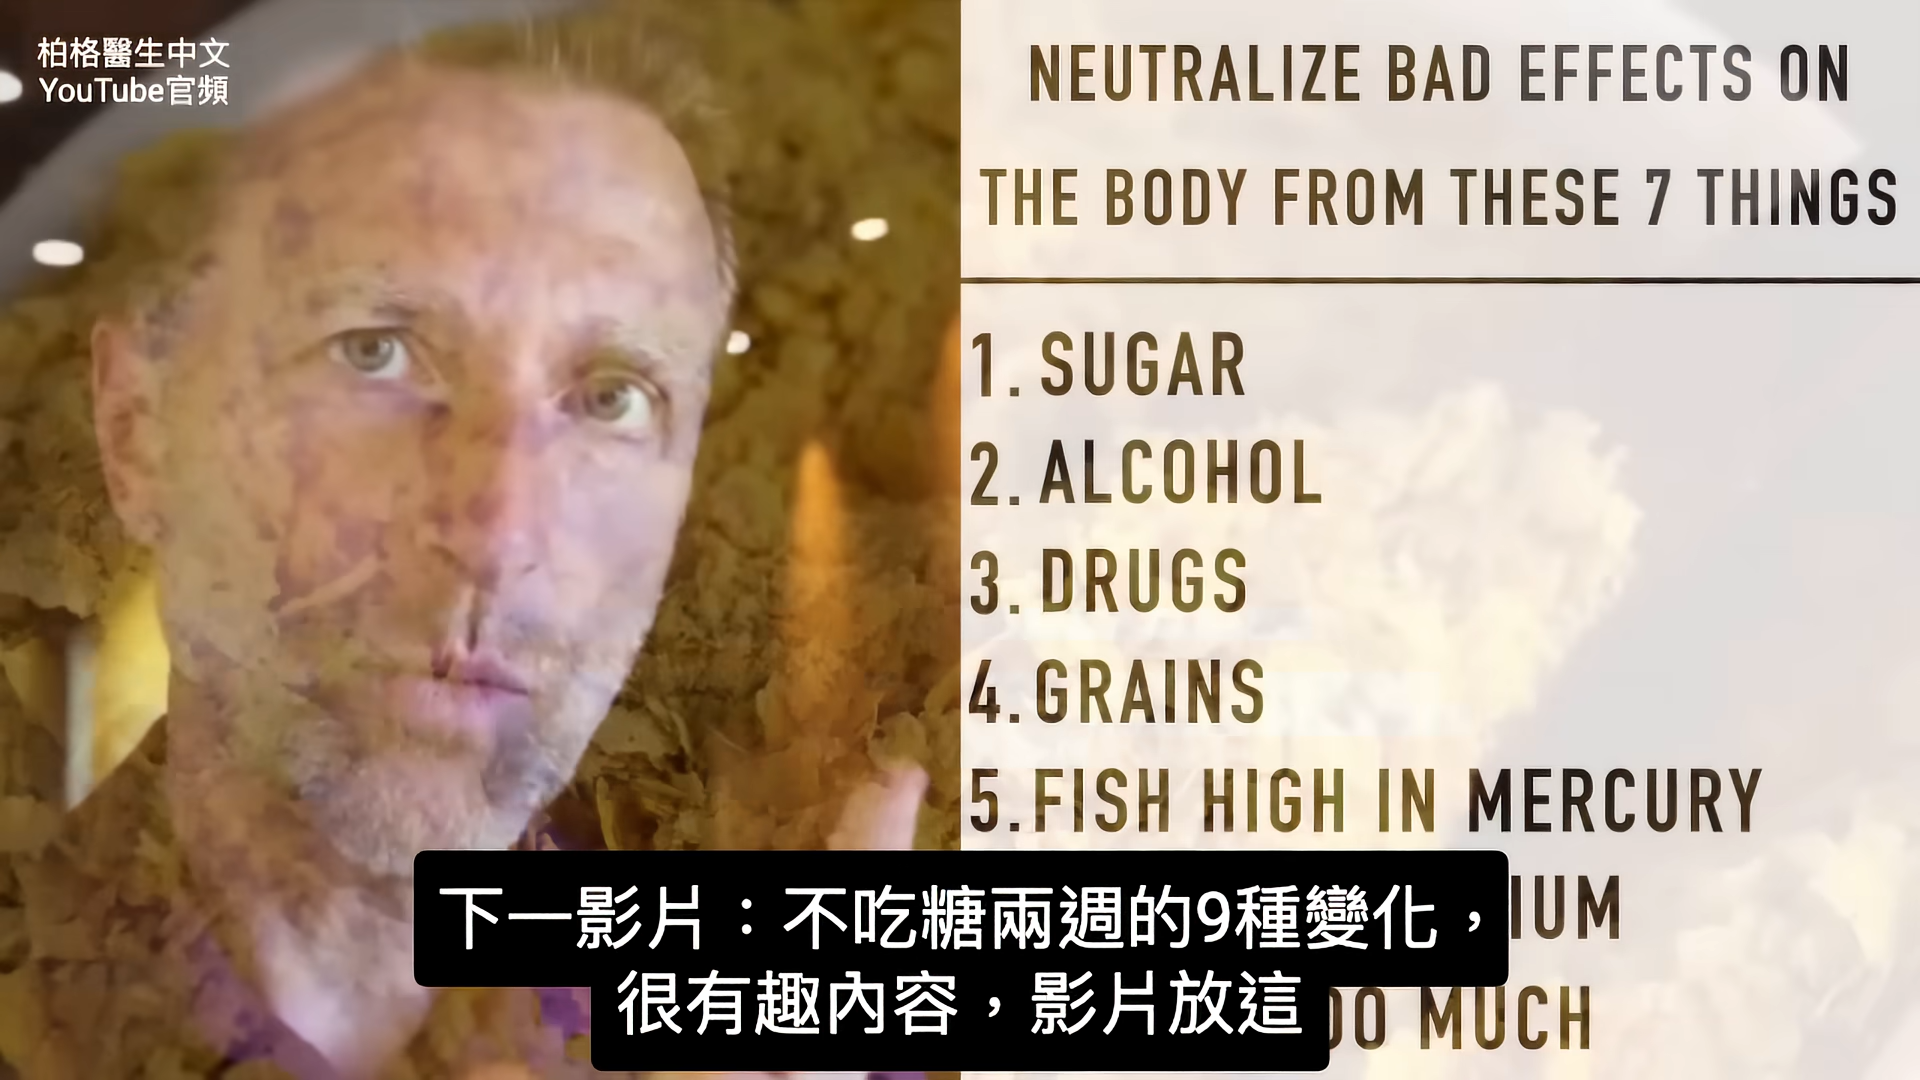 柏格醫生中文
YouTube官頻
NEUTRALIZE BAD EFFECTS ON
THE BODY FROM THESE 7 THINGS
1. SUGAR
2. ALCOHOL
3. DRUGS
4. GRAINS
5. FISH HIGH IN MERCURY
下一影片：不吃糖兩週的9種變化，
很有趣內容，影片放這
MUCH